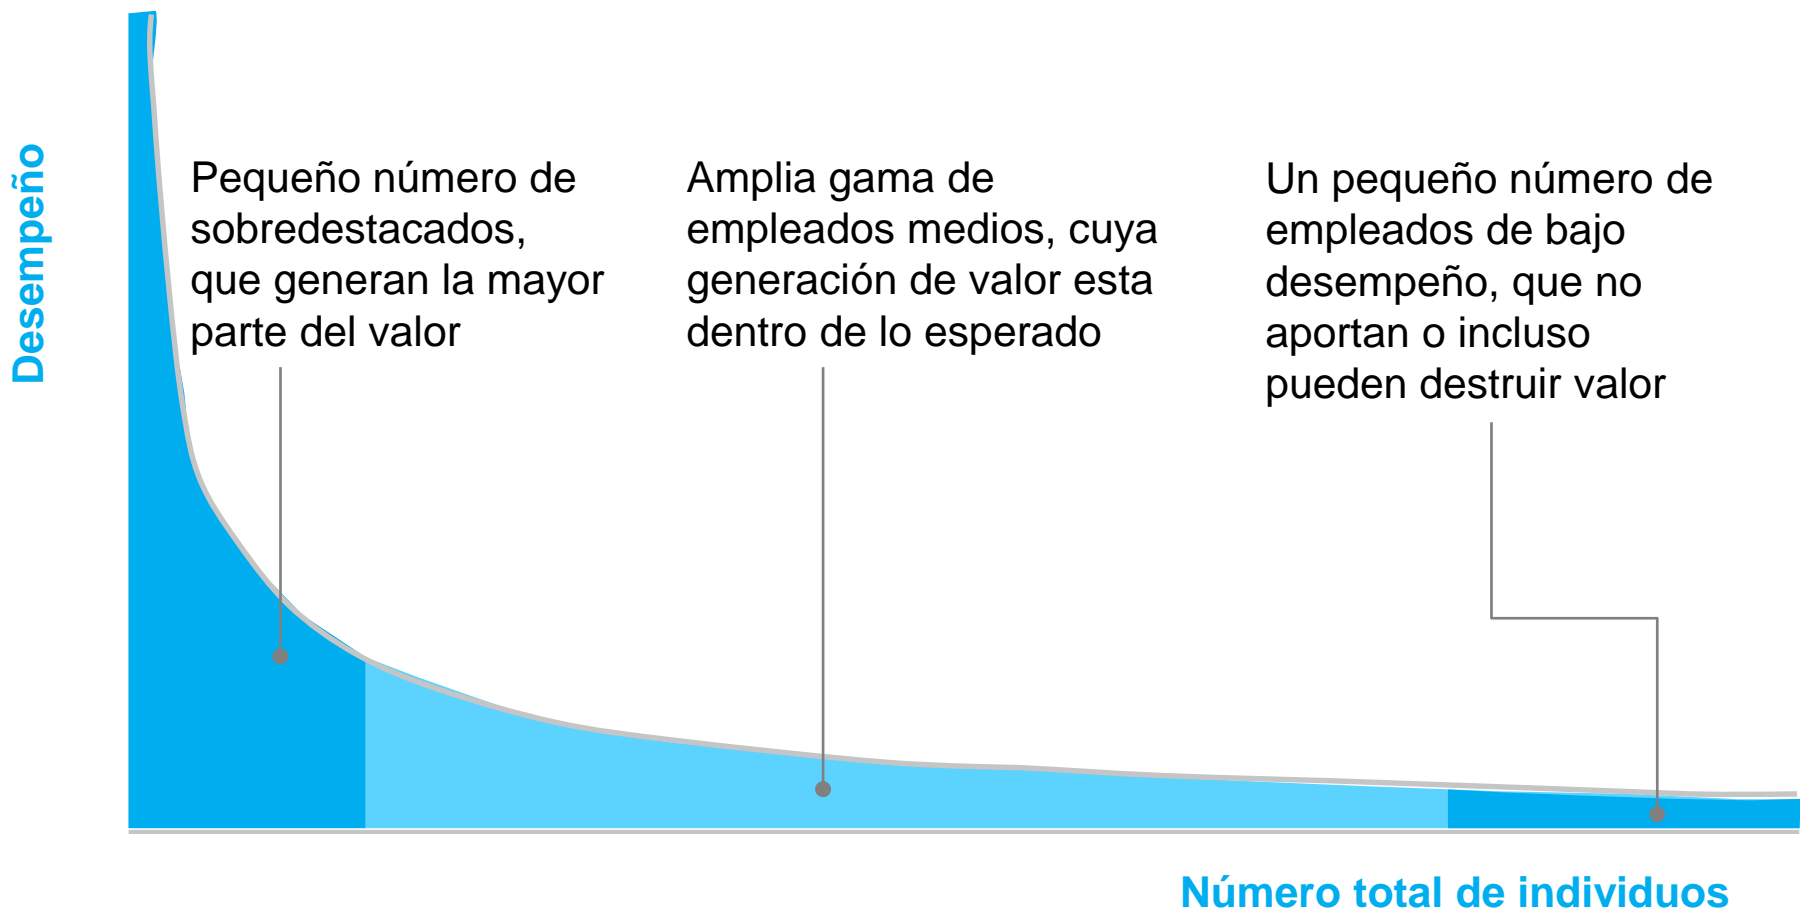 Desempeño
Pequeño número de
sobredestacados,
que generan la mayor
parte del valor
Amplia gama de
empleados medios, cuya
generación de valor esta
dentro de lo esperado
Un pequeño número de
empleados de bajo
desempeño, que no
aportan o incluso
pueden destruir valor
Número total de individuos